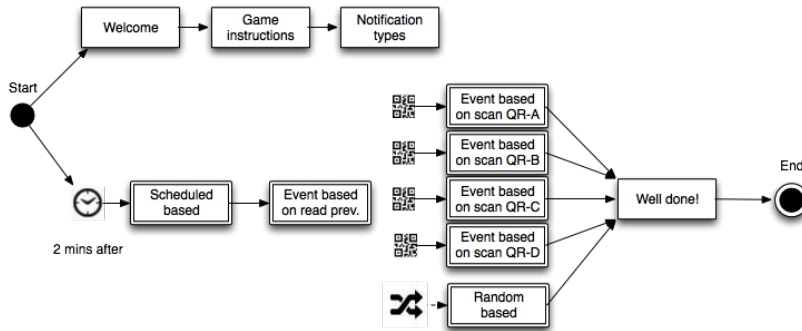 Welcome
Game
instructions
Notification
types
Start
Event based
on scan QR-A
Event based
on scan QR-B
End
Scheduled
based
Event based
on read prev.
Event based
on scan QR-C
Well done!
2 mins after
Event based
on scan QR-D
Random
based